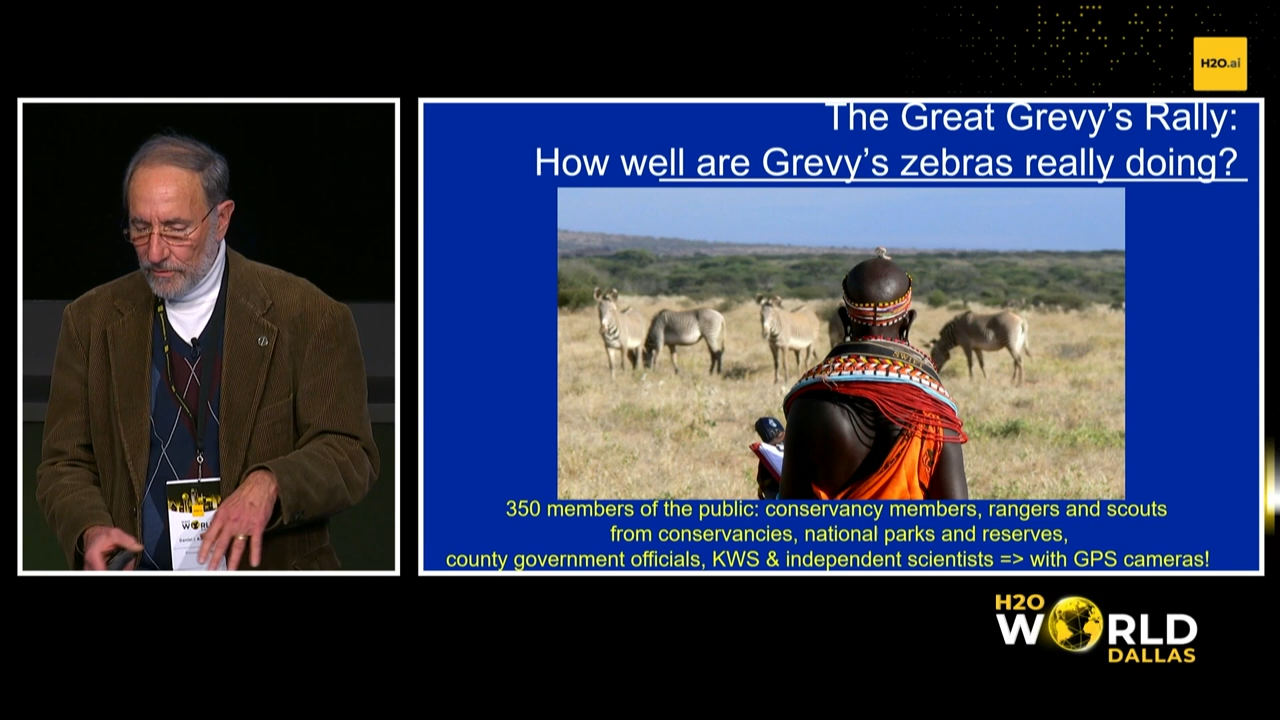 H2O.ai
The Great Grevy's Rally:
How well are Grevy's zebras really doing?
350 members of the public: conservancy members, rangers and scouts
from conservancies, national parks and reserves,
county government officials, KWS & independent scientists => with GPS cameras!
W RLD
H2O
W RLD
DALLAS